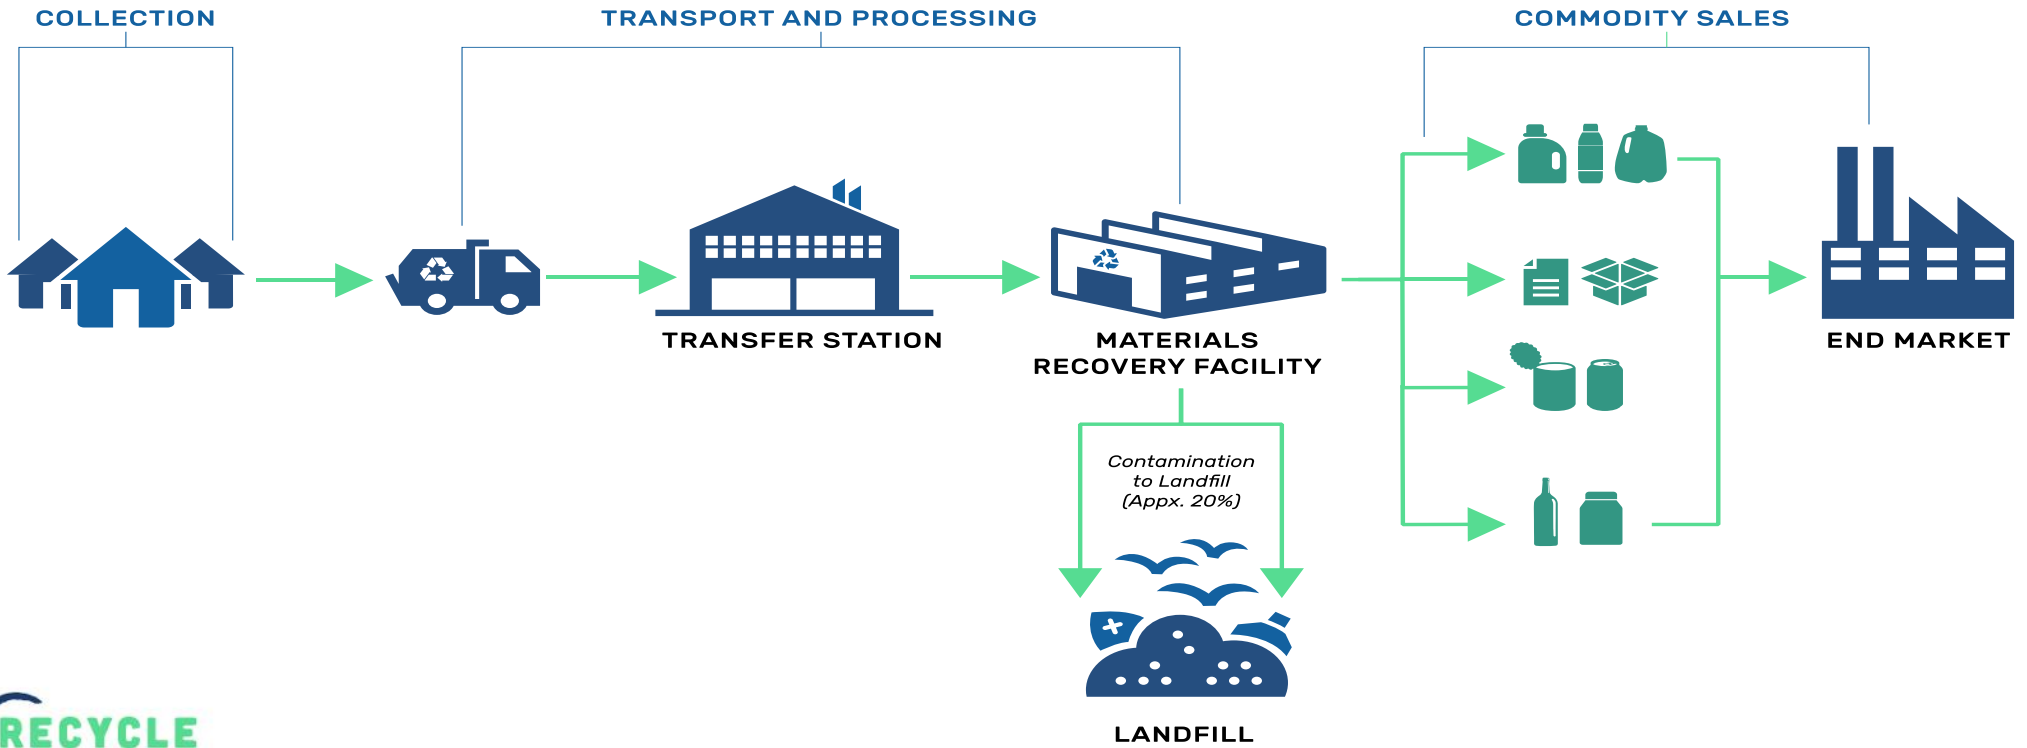 COLLECTION
TRANSPORT AND PROCESSING
COMMODITY SALES
TRANSFER STATION
MATERIALS
RECOVERY FACILITY
END MARKET
Contamination
to Landfill
(Appx. 20%)
LANDFILL
RECYCLE